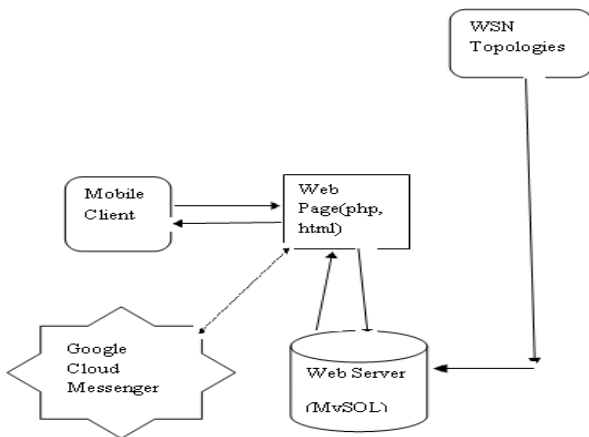 WSN
Topologies
Mobile
Client
Web
Page(php,
html)
Google
Cloud
Messenger
Web Server
(MySQL)